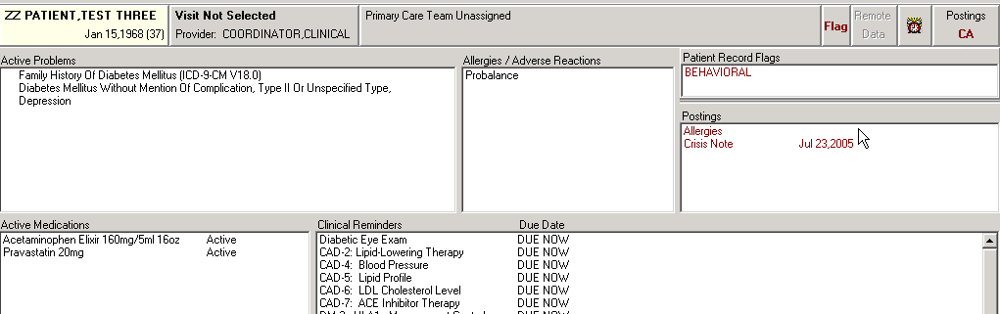 ZZ PATIENT,TEST THREE
Jan 15,1968 (37)
Visit Not Selected
Provider: COORDINATOR,CLINICAL
Primary Care Team Unassigned
Flag
Remote
Data
Postings
CA
Active Problems
Family History Of Diabetes Mellitus (ICD-9-CM V18.0)
Diabetes Mellitus Without Mention Of Complication, Type II Or Unspecified Type,
Depression
Allergies / Adverse Reactions
Probalance
Patient Record Flags
BEHAVIORAL
Postings
Allergies
Crisis Note Jul 23,2005
Active Medications
Acetaminophen Elixir 160mg/5ml 16oz Active
Pravastatin 20mg Active
Clinical Reminders Due Date
Diabetic Eye Exam DUE NOW
CAD-2: Lipid-Lowering Therapy DUE NOW
CAD-4: Blood Pressure DUE NOW
CAD-5: Lipid Profile DUE NOW
CAD-6: LDL Cholesterol Level DUE NOW
CAD-7: ACE Inhibitor Therapy DUE NOW
DUE NOW